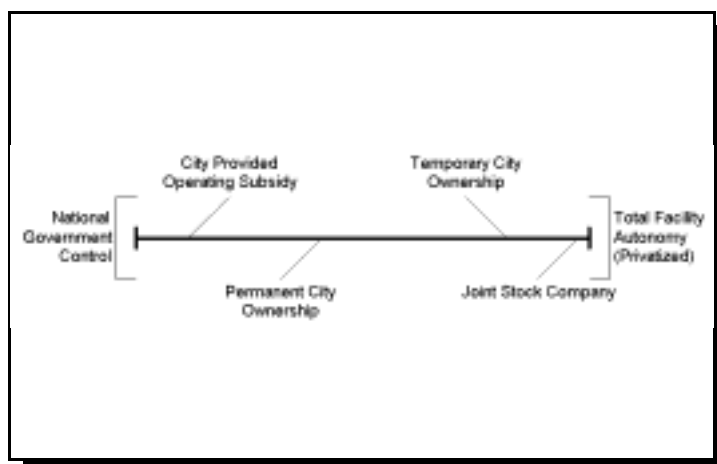 City Provided
Operating Subsidy
Temporary City
Ownership
National
Government
Control
Total Facility
Autonomy
(Privatized)
Permanent City
Ownership
Joint Stock Company